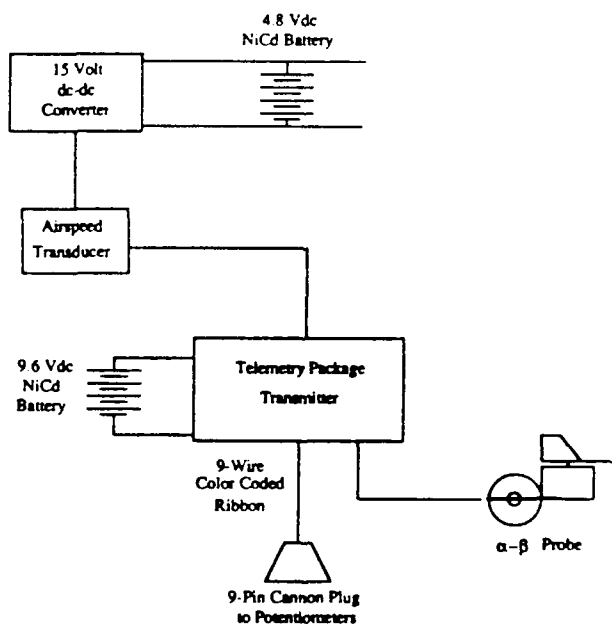 4.8 Vdc
NiCd Battery
15 Volt
dc-dc
Converter
Airspeed
Transducer
9.6 Vdc
NiCd
Battery
Telemetry Package
Transmitter
9-Wire
Color Coded
Ribbon
α-β Probe
9-Pin Cannon Plug
to Potentiometers